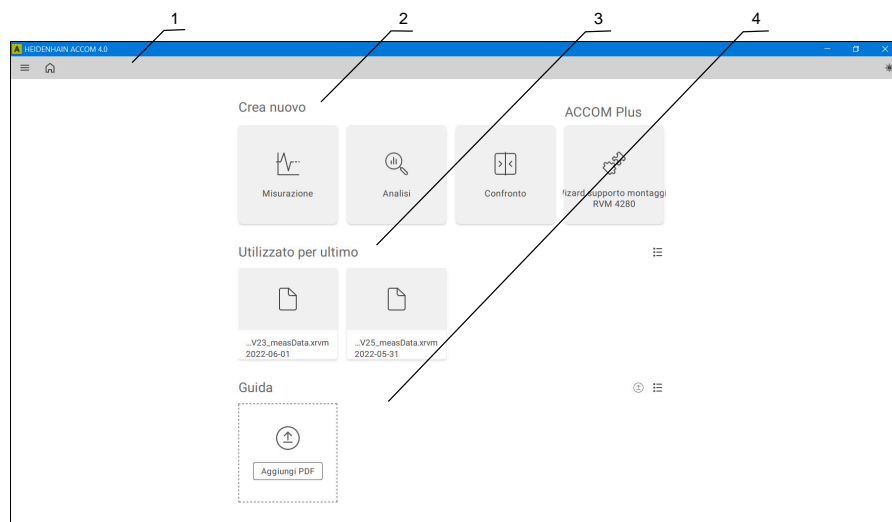 1
2
3
4
HEIDENHAIN ACCOM 4.0
Crea nuovo
ACCOM Plus
Misurazione
Analisi
Confronto
Wizard supporto montaggi
RVM 4280
Utilizzato per ultimo
...V23_measData.xrvm
2022-06-01
...V25_measData.xrvm
2022-05-31
Guida
Aggiungi PDF